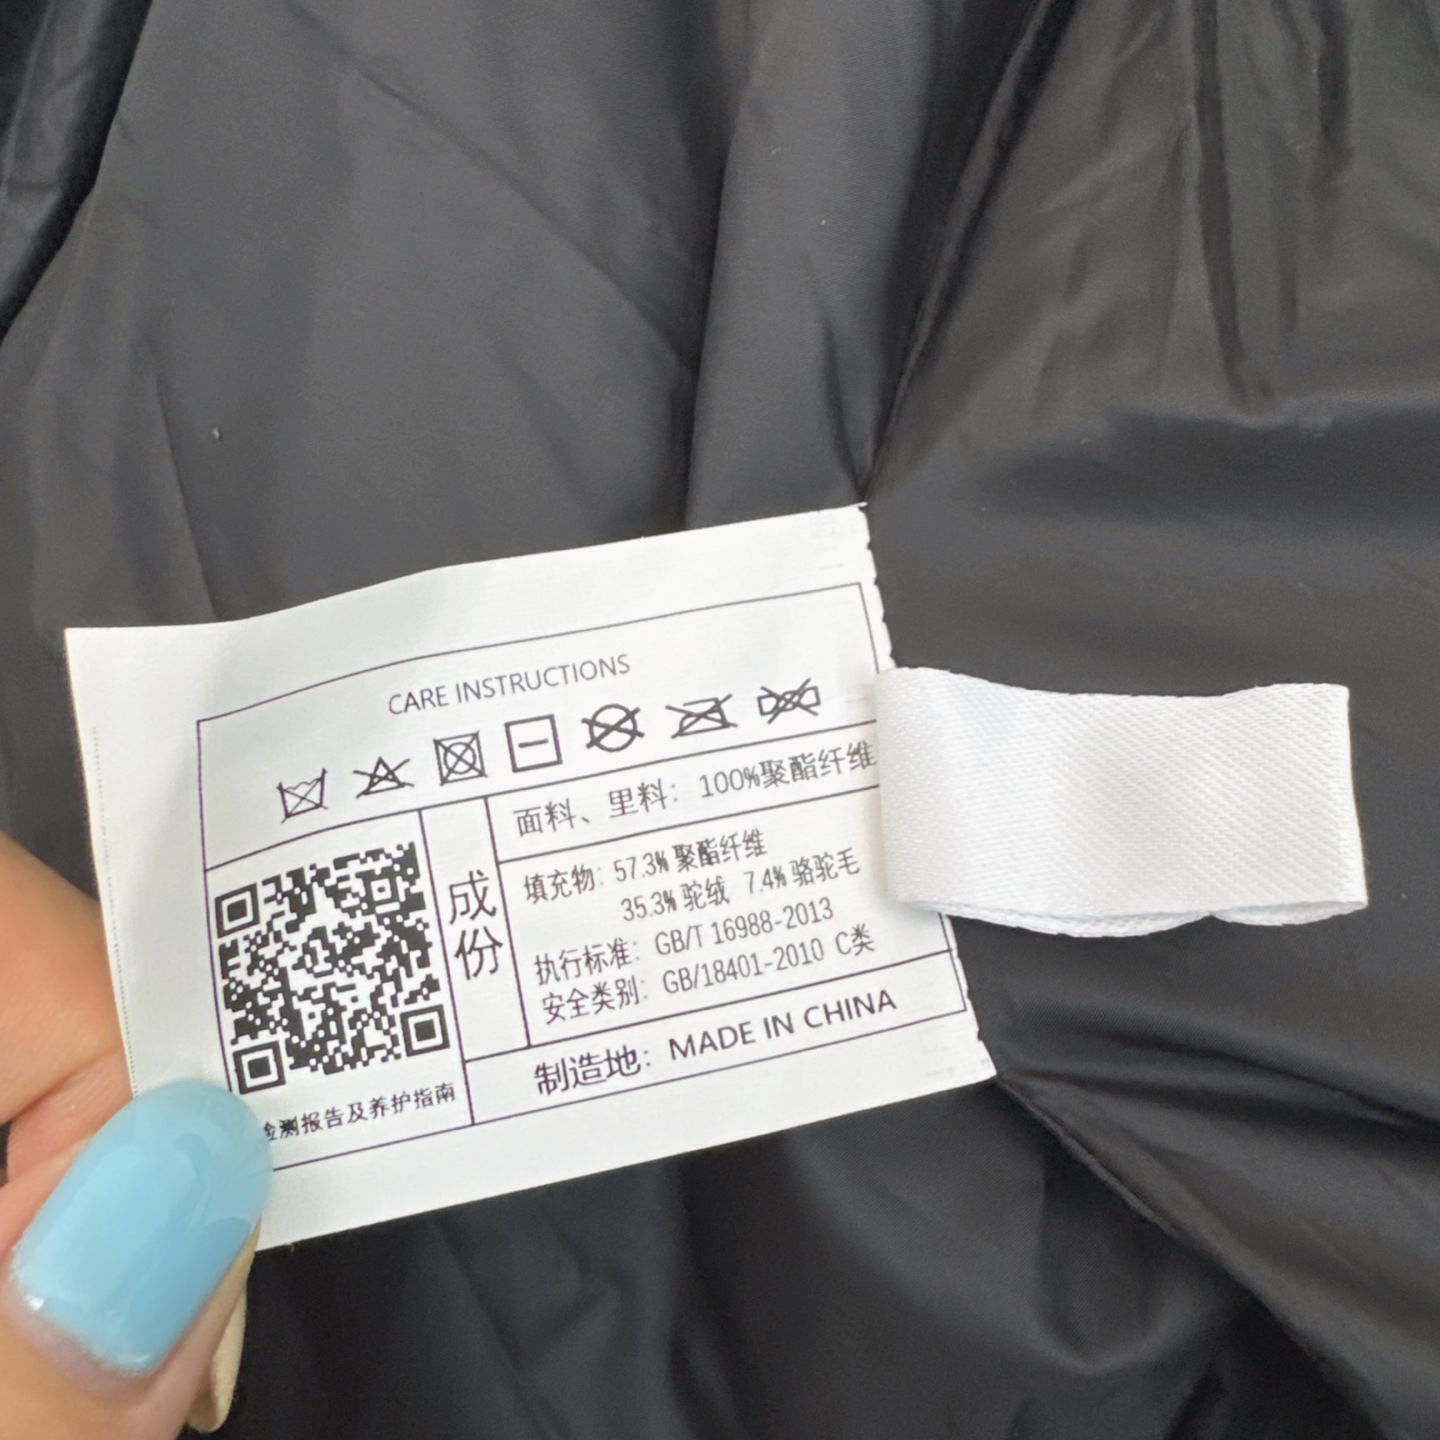 CARE INSTRUCTIONS
面料、里料：100%聚酯纤维
成份
填充物：57.3% 聚酯纤维
35.3% 驼绒 7.4% 骆驼毛
执行标准：GB/T 16988-2013
安全类别：GB/18401-2010 C类
制造地：MADE IN CHINA
检测报告及养护指南